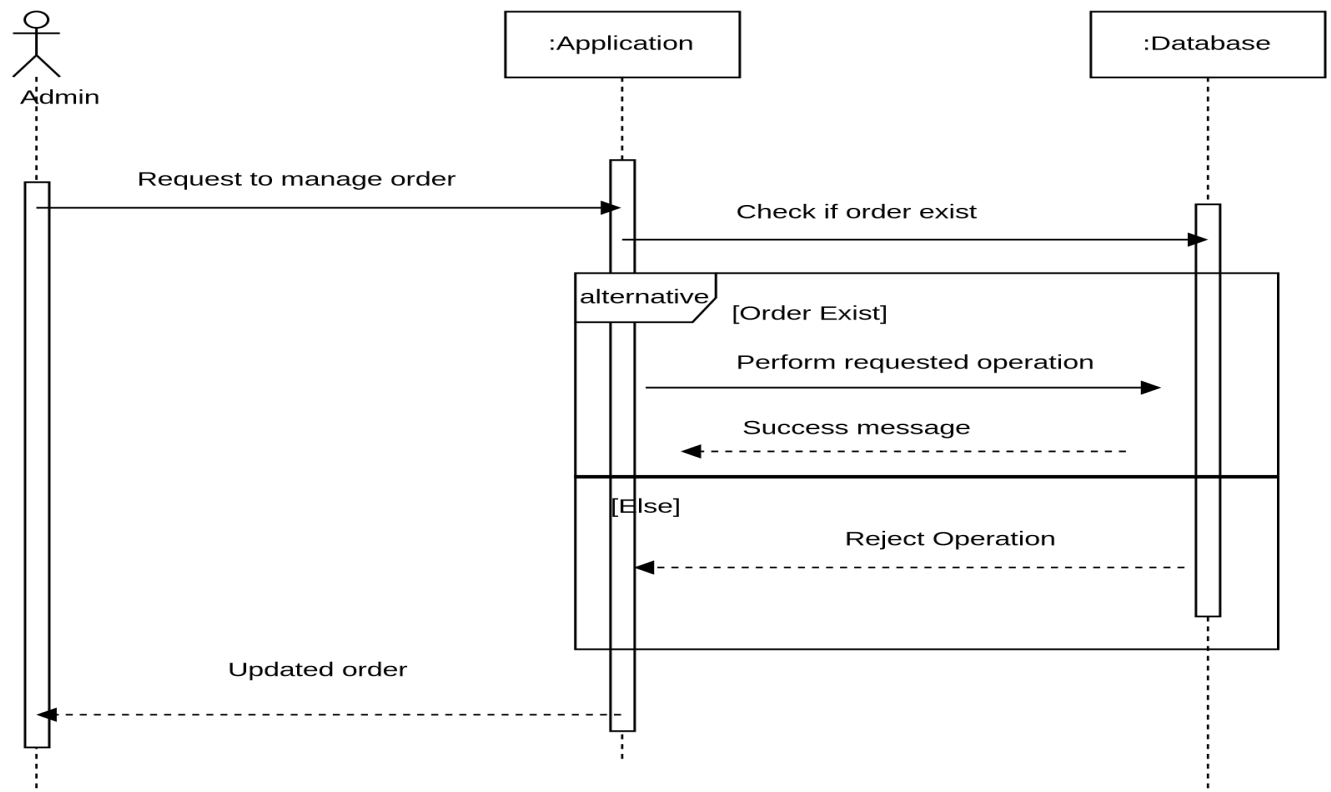 :Application
:Database
Admin
Request to manage order
Check if order exist
alternative
[Order Exist]
Perform requested operation
Success message
[Else]
Reject Operation
Updated order